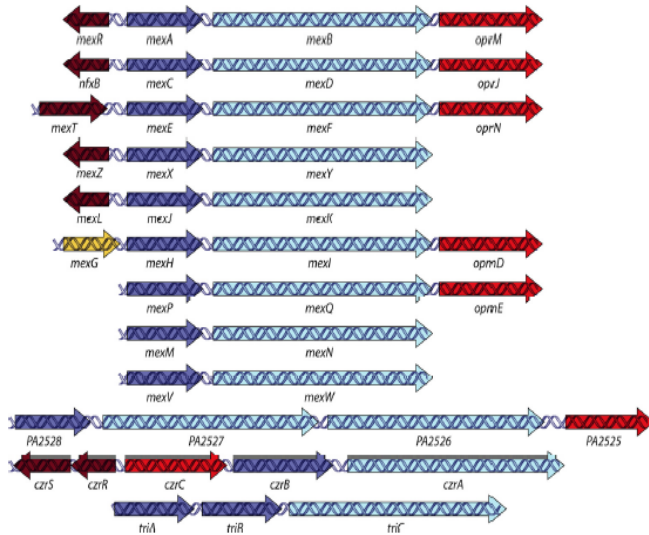 mexR mexA mexB oprM
nfxB mexC mexD oprJ
mexT mexE mexF oprN
mexZ mexX mexY
mexL mexJ mexK
mexG mexH mexI opmD
mexP mexQ opmE
mexM mexN
mexV mexW
PA2528 PA2527 PA2526 PA2525
czrS czrR czrC czrB czrA
triA triB triC